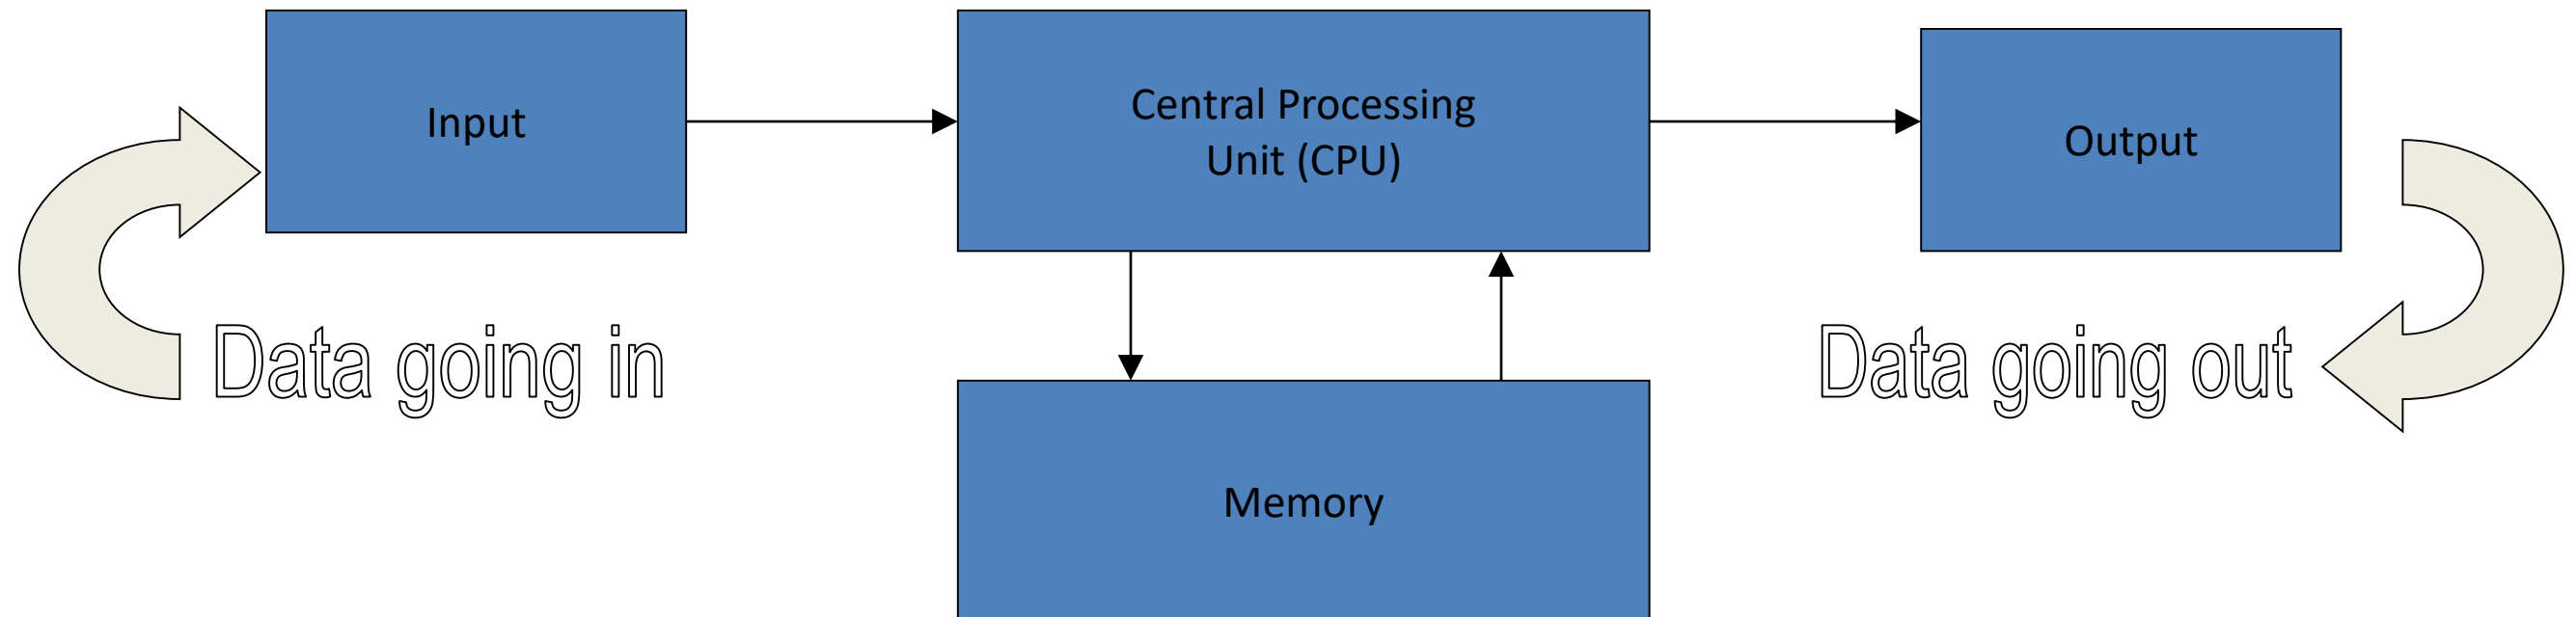 Input
Central Processing
Unit (CPU)
Output
Data going in
Data going out
Memory